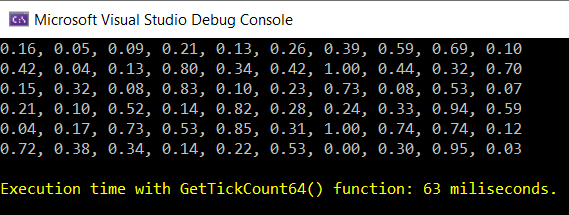 Microsoft Visual Studio Debug Console
0.16, 0.05, 0.09, 0.21, 0.13, 0.26, 0.39, 0.59, 0.69, 0.10
0.42, 0.04, 0.13, 0.80, 0.34, 0.42, 1.00, 0.44, 0.32, 0.70
0.15, 0.32, 0.08, 0.83, 0.10, 0.23, 0.73, 0.08, 0.53, 0.07
0.21, 0.10, 0.52, 0.14, 0.82, 0.28, 0.24, 0.33, 0.94, 0.59
0.04, 0.17, 0.73, 0.53, 0.85, 0.31, 1.00, 0.74, 0.74, 0.12
0.72, 0.38, 0.34, 0.14, 0.22, 0.53, 0.00, 0.30, 0.95, 0.03
Execution time with GetTickCount64() function: 63 miliseconds.